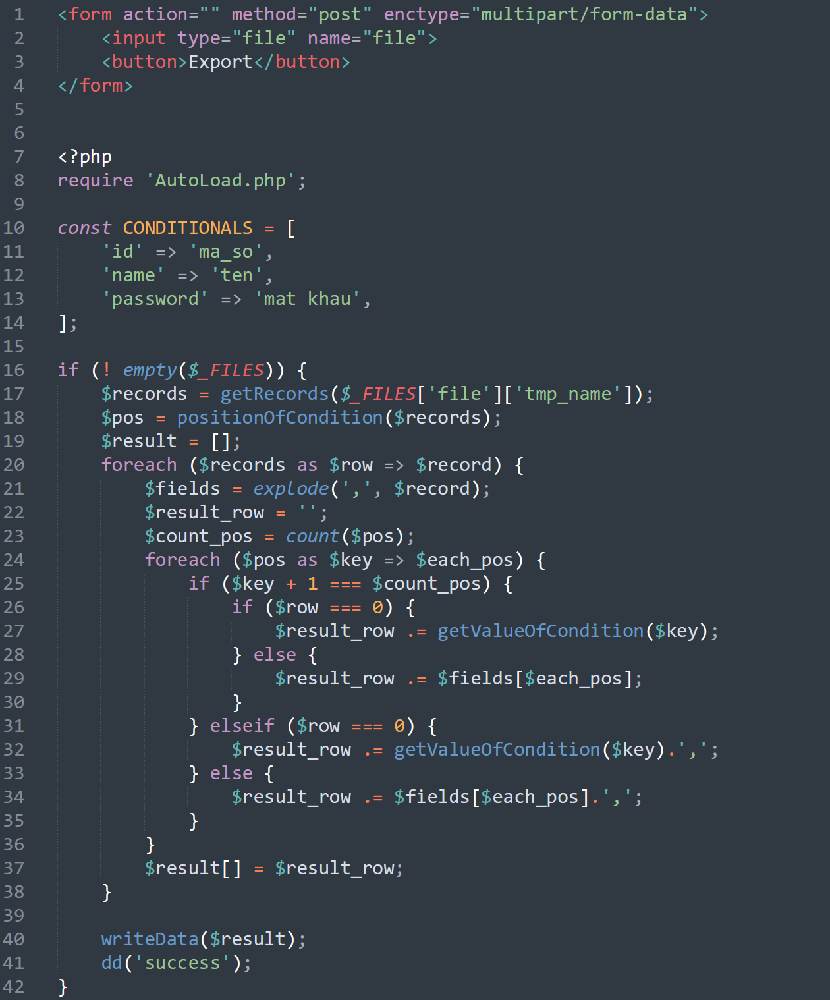 1 <form action="" method="post" enctype="multipart/form-data">
2     <input type="file" name="file">
3     <button>Export</button>
4 </form>
5
6
7 <?php
8 require 'AutoLoad.php';
9
10 const CONDITIONALS = [
11     'id' => 'ma_so',
12     'name' => 'ten',
13     'password' => 'mat khau',
14 ];
15
16 if (! empty($_FILES)) {
17     $records = getRecords($_FILES['file']['tmp_name']);
18     $pos = positionOfCondition($records);
19     $result = [];
20     foreach ($records as $row => $record) {
21         $fields = explode(',', $record);
22         $result_row = '';
23         $count_pos = count($pos);
24         foreach ($pos as $key => $each_pos) {
25             if ($key + 1 === $count_pos) {
26                 if ($row === 0) {
27                     $result_row .= getValueOfCondition($key);
28                 } else {
29                     $result_row .= $fields[$each_pos];
30                 }
31             } elseif ($row === 0) {
32                 $result_row .= getValueOfCondition($key).',';
33             } else {
34                 $result_row .= $fields[$each_pos].',';
35             }
36         }
37         $result[] = $result_row;
38     }
39
40     writeData($result);
41     dd('success');
42 }